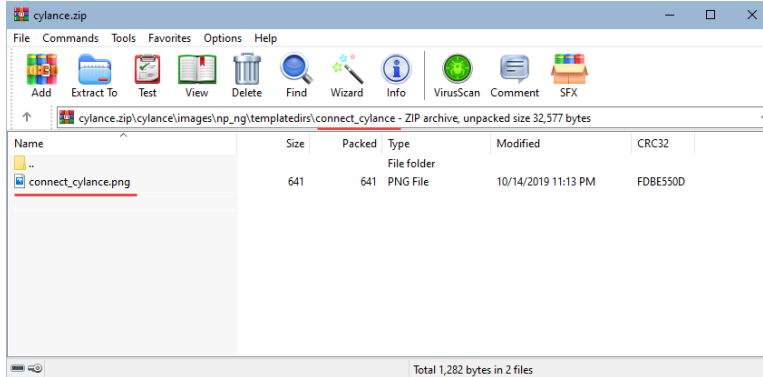 cylance.zip
File Commands Tools Favorites Options Help
Add Extract To Test View Delete Find Wizard Info VirusScan Comment SFX
cylance.zip\cylance\images\np_ng\templatedirs\connect_cylance - ZIP archive, unpacked size 32,577 bytes
Name Size Packed Type Modified CRC32
.. File folder
connect_cylance.png 641 641 PNG File 10/14/2019 11:13 PM FDBE550D
Total 1,282 bytes in 2 files